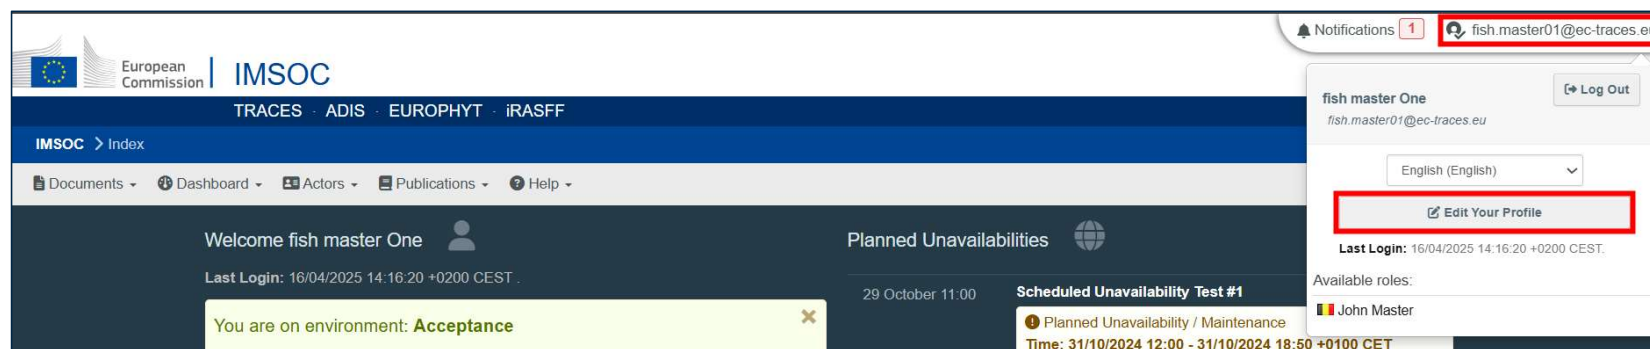 Notifications 1 fish.master01@ec-traces.e
European
Commission
IMSOC
TRACES · ADIS · EUROPHYT · iRASFF
IMSOC > Index
Documents Dashboard Actors Publications Help
fish master One
Log Out
fish.master01@ec-traces.eu
English (English)
Edit Your Profile
Last Login: 16/04/2025 14:16:20 +0200 CEST.
Available roles:
John Master
Welcome fish master One
Last Login: 16/04/2025 14:16:20 +0200 CEST .
You are on environment: Acceptance
Planned Unavailabilities
29 October 11:00 Scheduled Unavailability Test #1
Planned Unavailability / Maintenance
Time: 31/10/2024 12:00 - 31/10/2024 18:50 +0100 CET